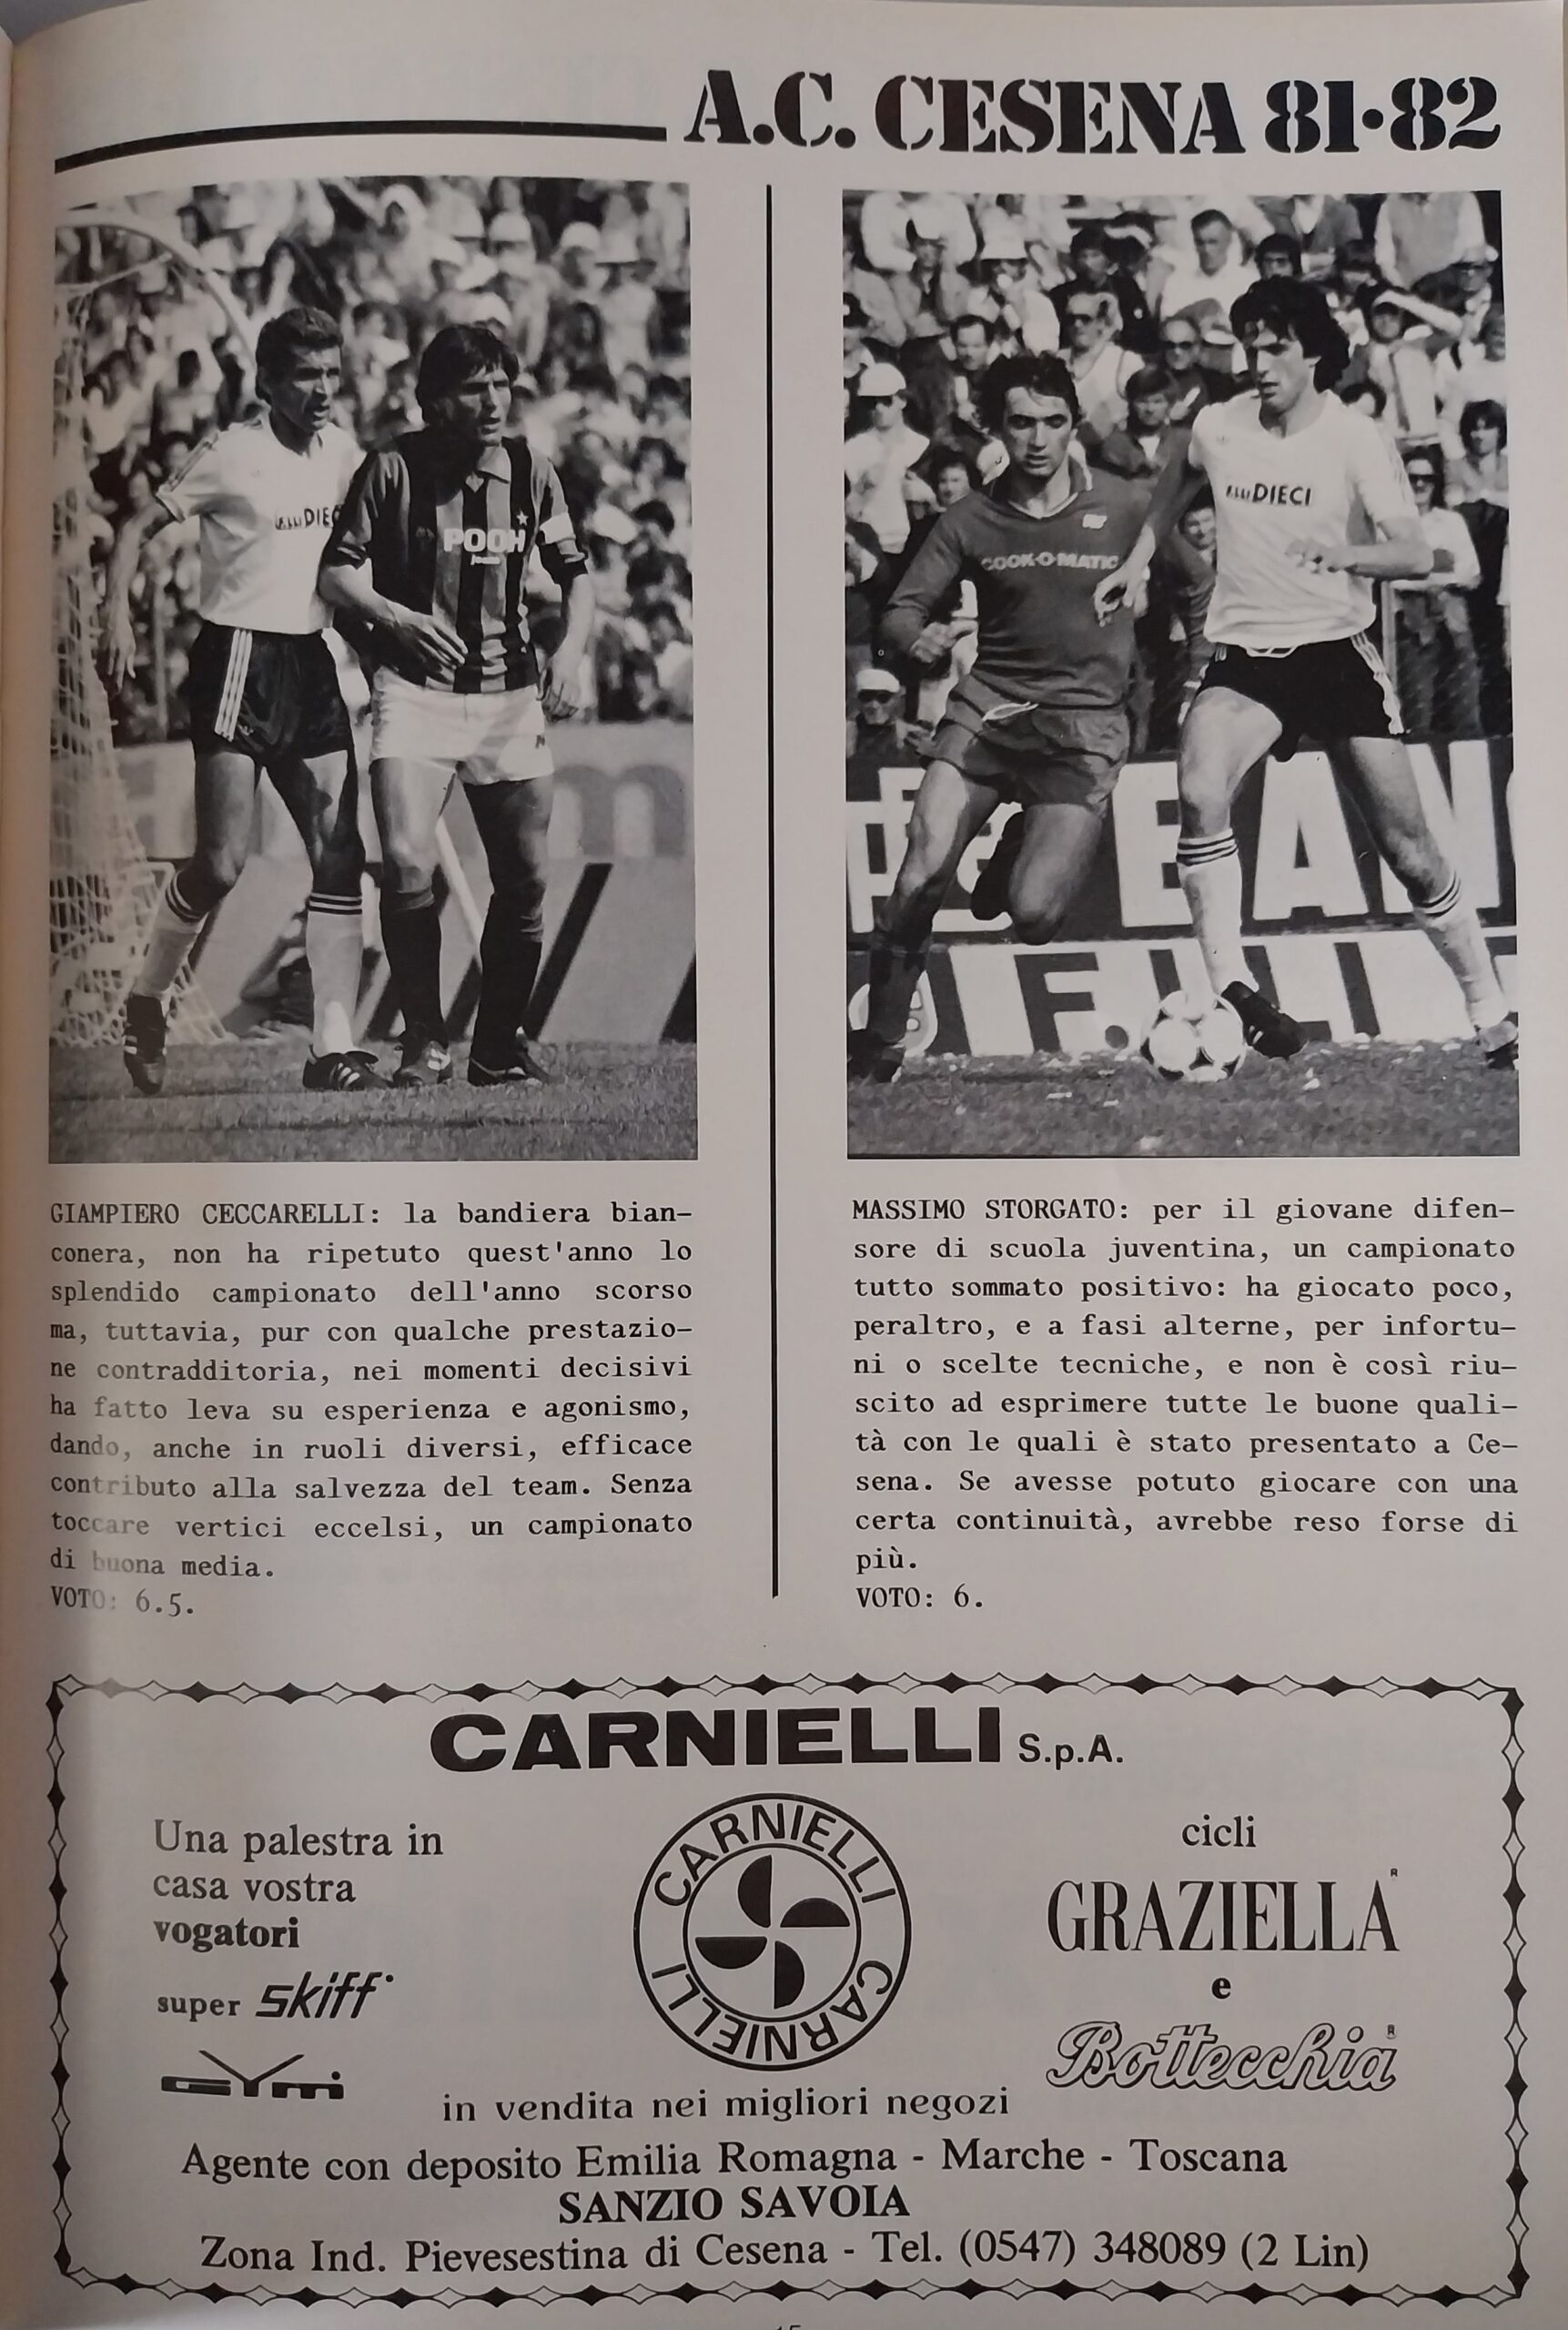 A.C. CESENA 81·82
F.LLI DIEC
POOH
F.LLI DIECI
COOK-O-MATIC
GIAMPIERO CECCARELLI: la bandiera bian-
conera, non ha ripetuto quest'anno lo
splendido campionato dell'anno scorso
ma, tuttavia, pur con qualche prestazio-
ne contradditoria, nei momenti decisivi
ha fatto leva su esperienza e agonismo,
dando, anche in ruoli diversi, efficace
contributo alla salvezza del team. Senza
toccare vertici eccelsi, un campionato
di buona media.
VOTO: 6.5.
MASSIMO STORGATO: per il giovane difen-
sore di scuola juventina, un campionato
tutto sommato positivo: ha giocato poco,
peraltro, e a fasi alterne, per infortu-
ni o scelte tecniche, e non è così riu-
scito ad esprimere tutte le buone quali-
tà con le quali è stato presentato a Ce-
sena. Se avesse potuto giocare con una
certa continuità, avrebbe reso forse di
più.
VOTO: 6.
CARNIELLI S.p.A.
Una palestra in
casa vostra
vogatori
super skiff
gymi
CARNIELLI CARNIELLI
cicli
GRAZIELLA R
e
Bottecchia R
in vendita nei migliori negozi
Agente con deposito Emilia Romagna - Marche - Toscana
SANZIO SAVOIA
Zona Ind. Pievesestina di Cesena - Tel. (0547) 348089 (2 Lin)